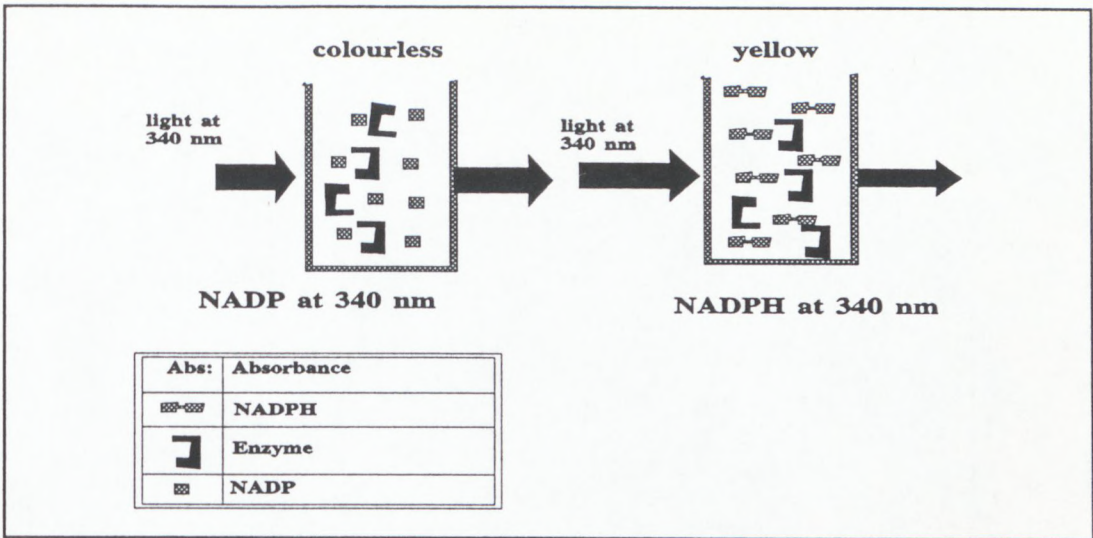 colourless
yellow
light at
340 nm
light at
340 nm
NADP at 340 nm
NADPH at 340 nm
Abs: Absorbance
NADPH
Enzyme
NADP